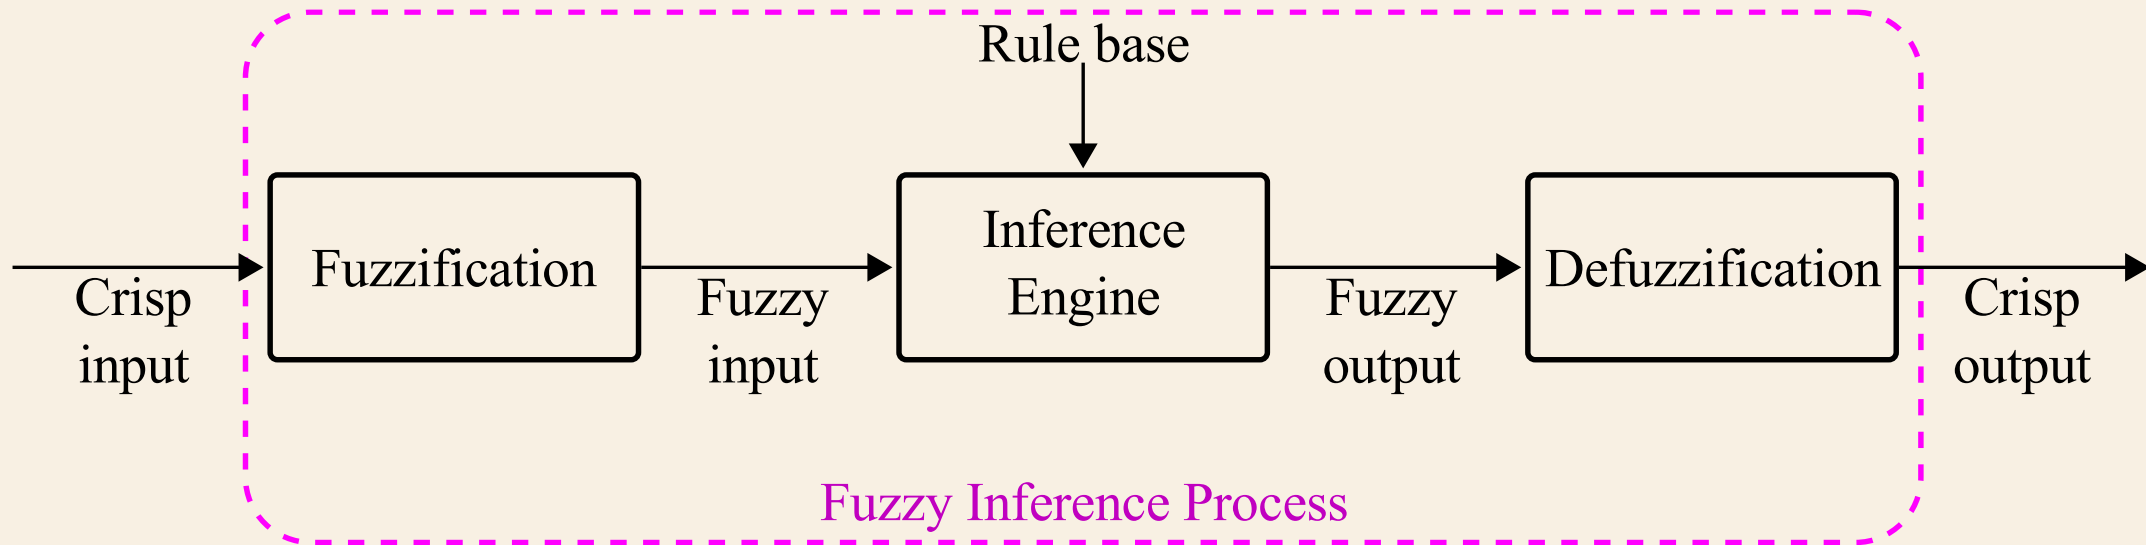 Rule base
Fuzzification
Inference
Engine
Defuzzification
Crisp
input
Fuzzy
input
Fuzzy
output
Crisp
output
Fuzzy Inference Process